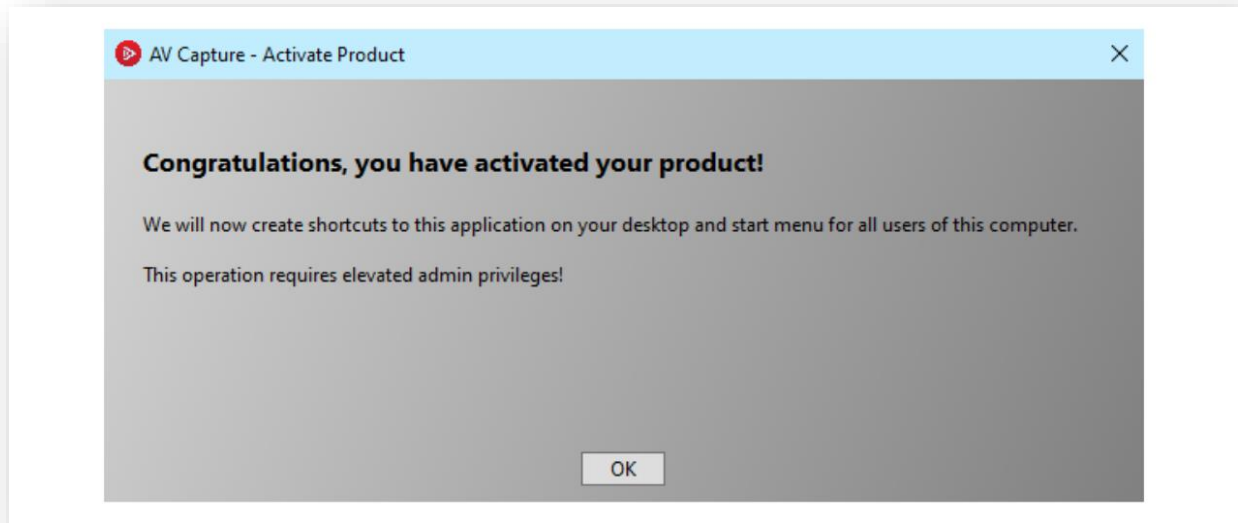 AV Capture - Activate Product
Congratulations, you have activated your product!
We will now create shortcuts to this application on your desktop and start menu for all users of this computer.
This operation requires elevated admin privileges!
OK